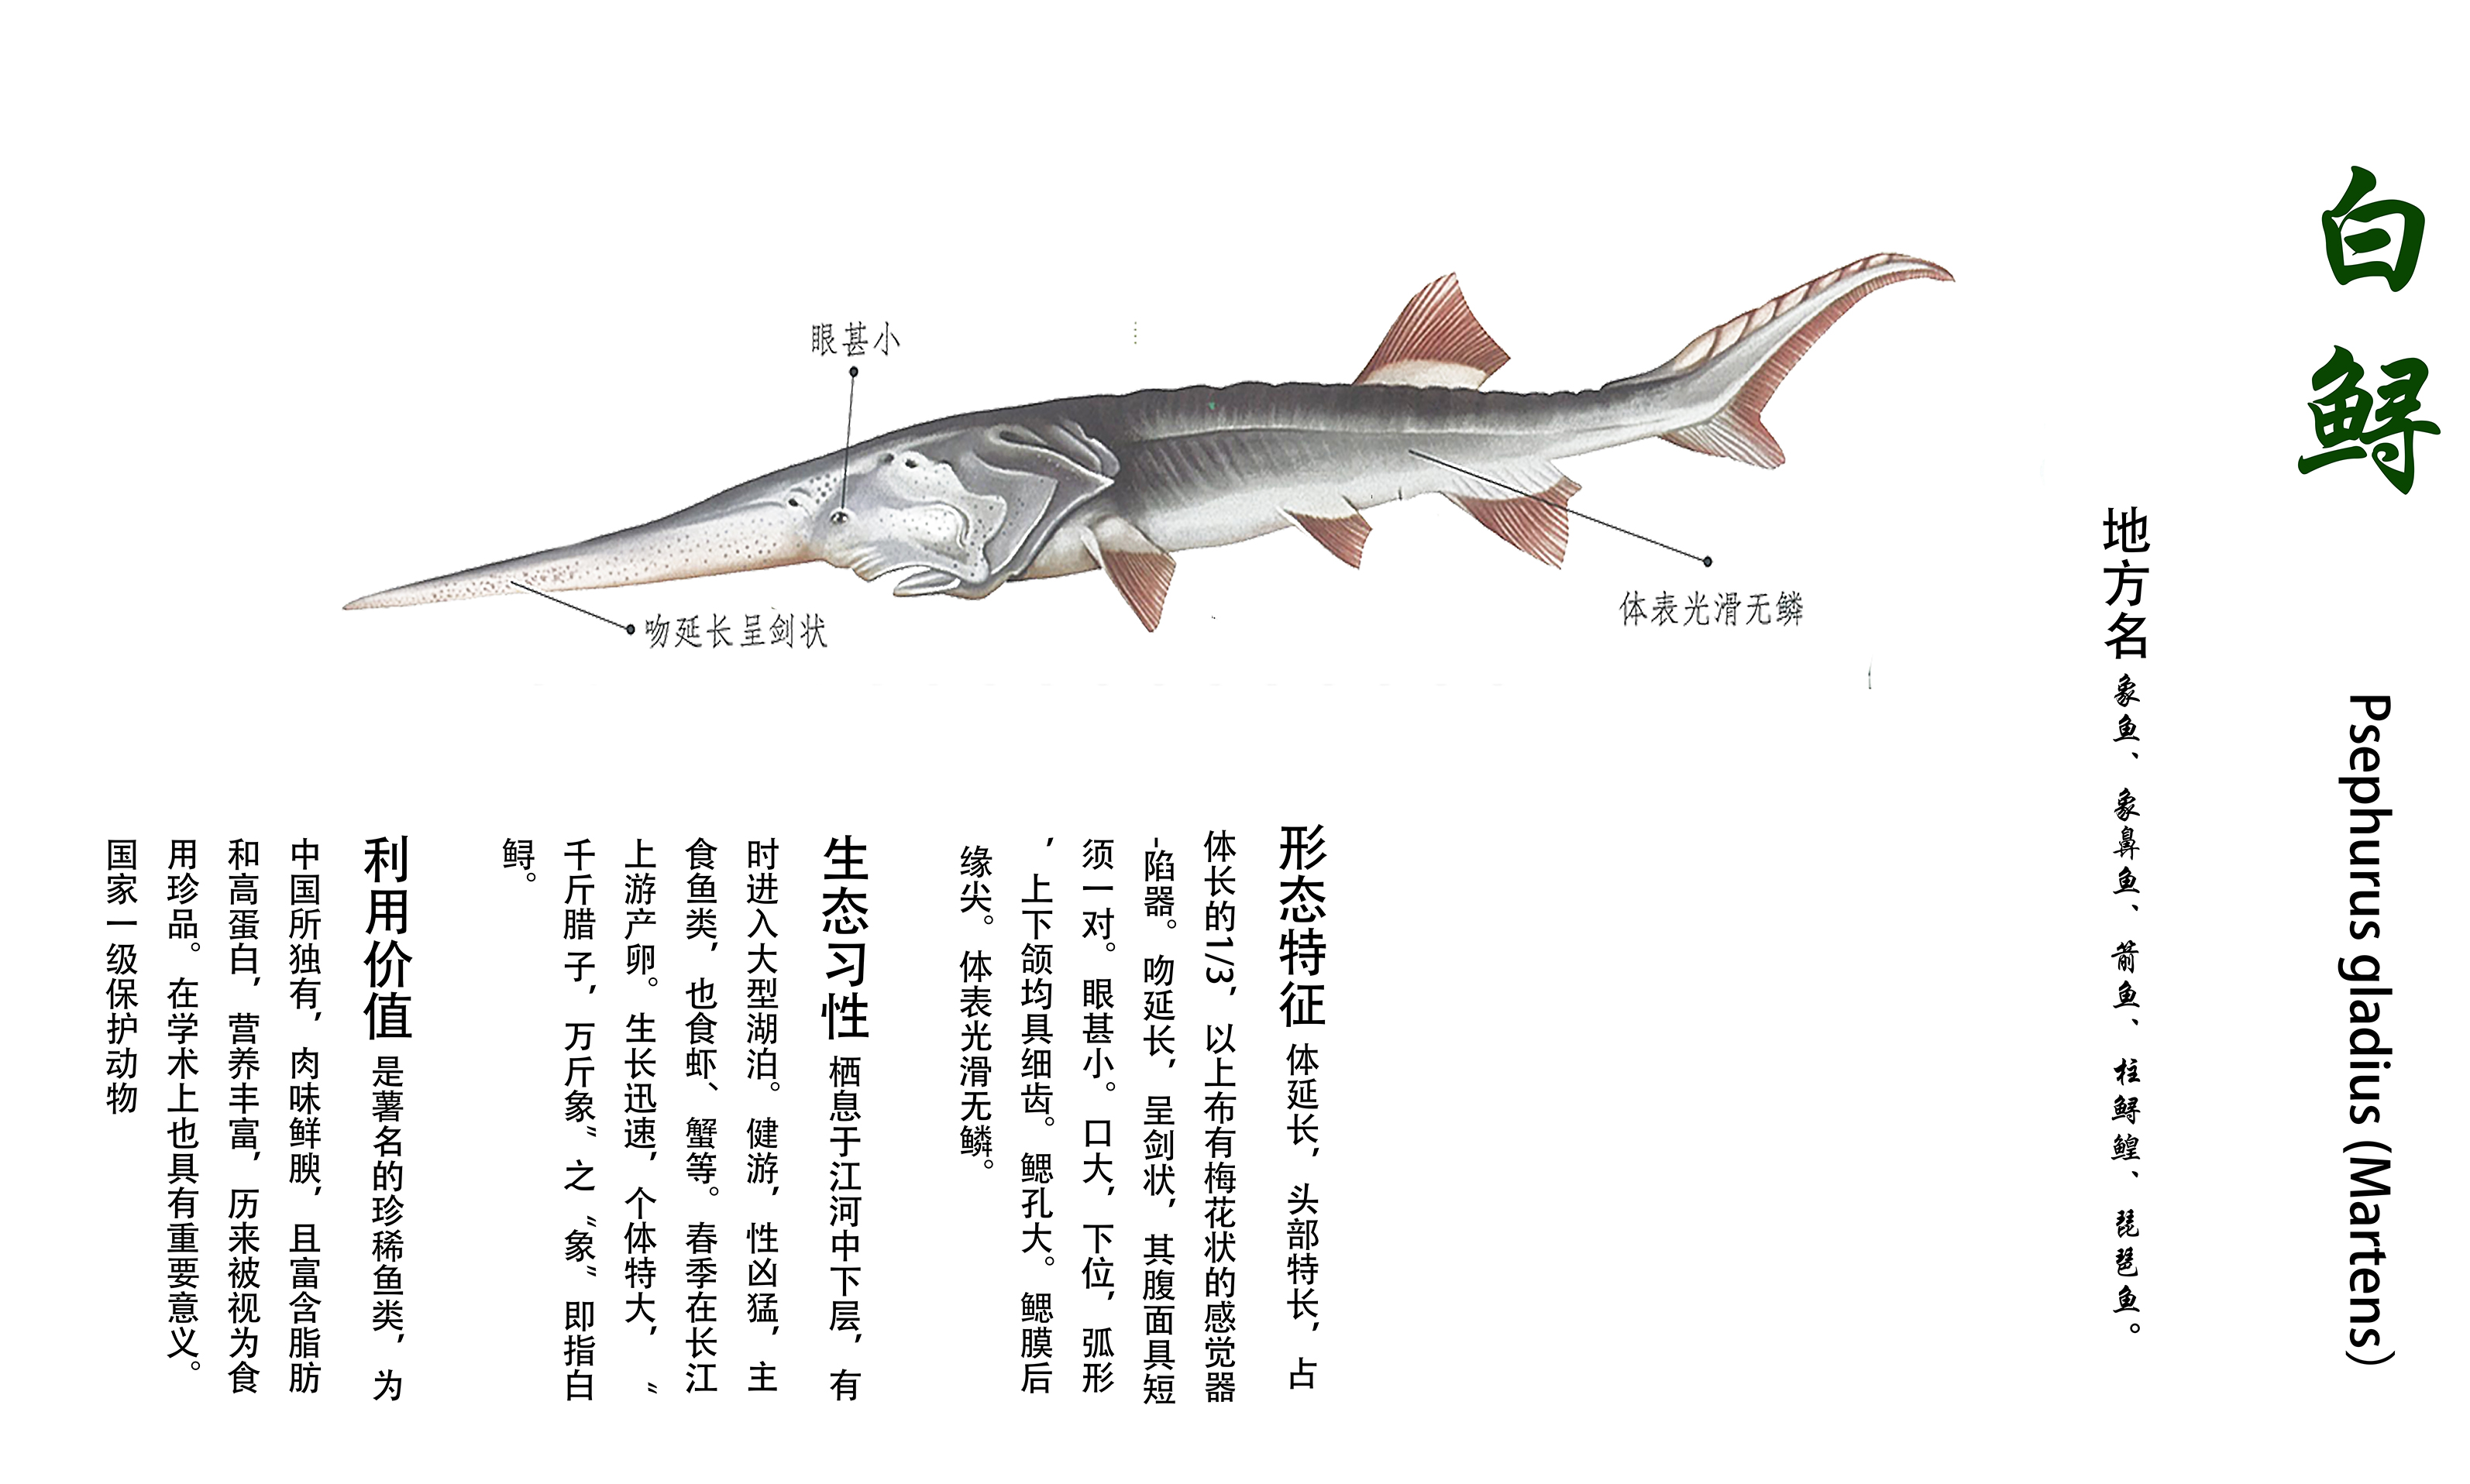 白鲟
Psephurus gladius (Martens)
地方名 象鱼、象鼻鱼、箭鱼、柱鲟鳇、琵琶鱼。
眼甚小
吻延长呈剑状
体表光滑无鳞
形态特征 体延长，头部特长，占
体长的1/3，以上布有梅花状的感觉器
-陷器。吻延长，呈剑状，其腹面具短
须一对。眼甚小。口大，下位，弧形
，上下颌均具细齿。鳃孔大。鳃膜后
缘尖。体表光滑无鳞。
生态习性 栖息于江河中下层，有
时进入大型湖泊。健游，性凶猛，主
食鱼类，也食虾、蟹等。春季在长江
上游产卵。生长迅速，个体特大，“
千斤腊子，万斤象”之“象”即指白
鲟。
利用价值 是薯名的珍稀鱼类，为
中国所独有，肉味鲜腴，且富含脂肪
和高蛋白，营养丰富，历来被视为食
用珍品。在学术上也具有重要意义。
国家一级保护动物